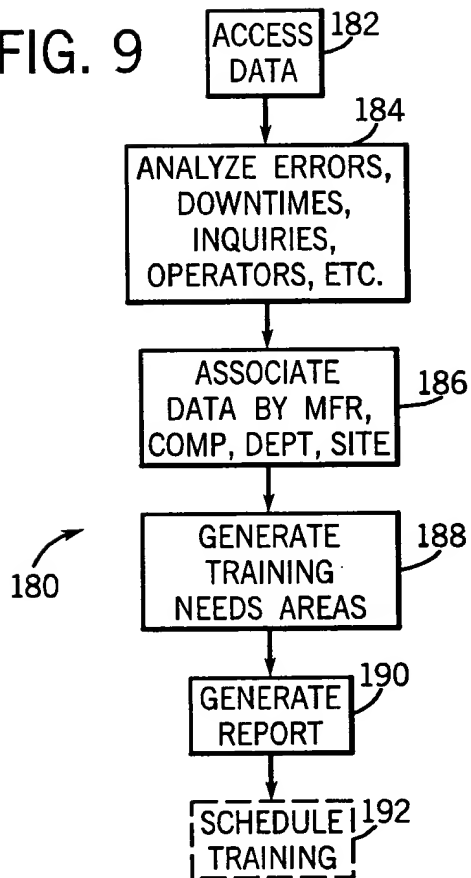 FIG. 9
ACCESS
DATA
182
184
ANALYZE ERRORS,
DOWNTIMES,
INQUIRIES,
OPERATORS, ETC.
ASSOCIATE
DATA BY MFR,
COMP, DEPT, SITE
186
GENERATE
TRAINING
NEEDS AREAS
188
180
GENERATE
REPORT
190
SCHEDULE
TRAINING
192